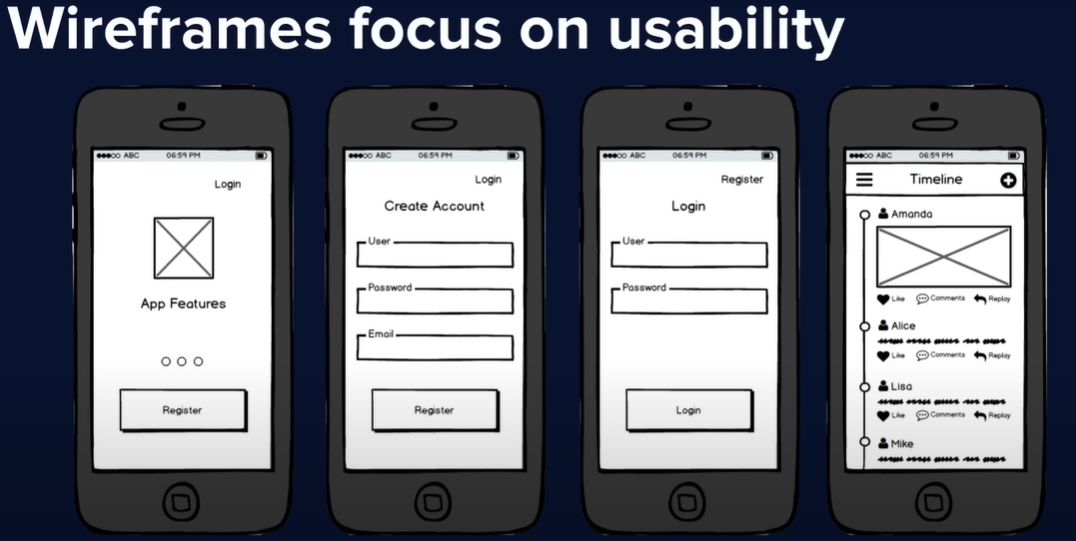 Wireframes focus on usability
ABC 06:59 PM
Login
App Features
Register
ABC 06:59 PM
Login
Create Account
User
Password
Email
Register
ABC 06:59 PM
Register
Login
User
Password
Login
ABC 06:59 PM
Timeline
Amanda
Like Comments Replay
Alice
Like Comments Replay
Lisa
Like Comments Replay
Mike